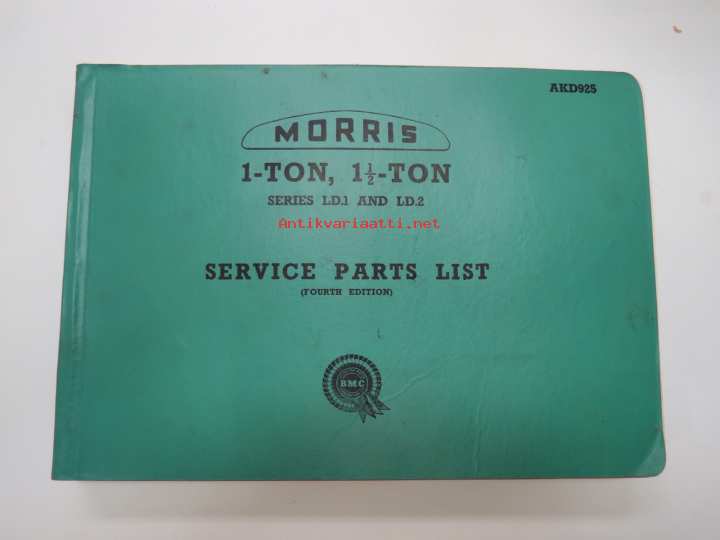 AKD925
MORRIS
1-TON, 1½-TON
SERIES LD.1 AND LD.2
Antikvariaatti.net
SERVICE PARTS LIST
(FOURTH EDITION)
BMC